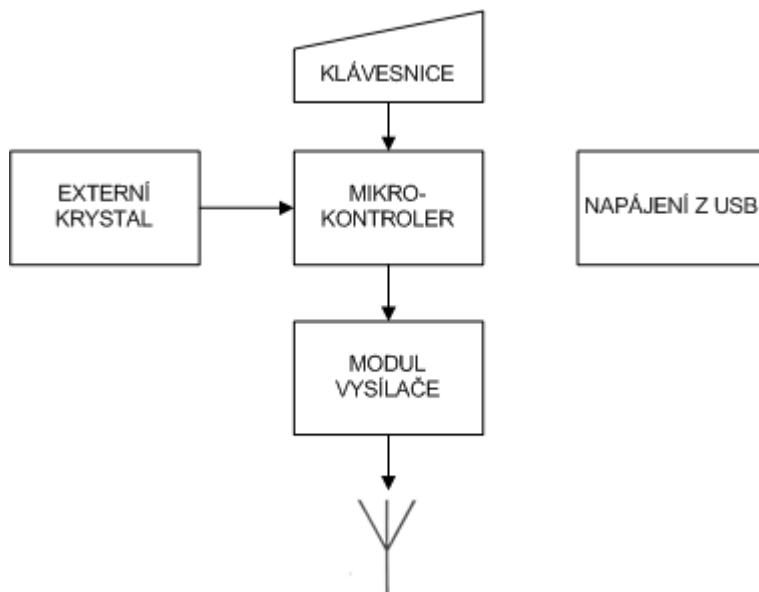 KLÁVESNICE
EXTERNÍ
KRYSTAL
MIKRO-
KONTROLER
NAPÁJENÍ Z USB
MODUL
VYSÍLAČE